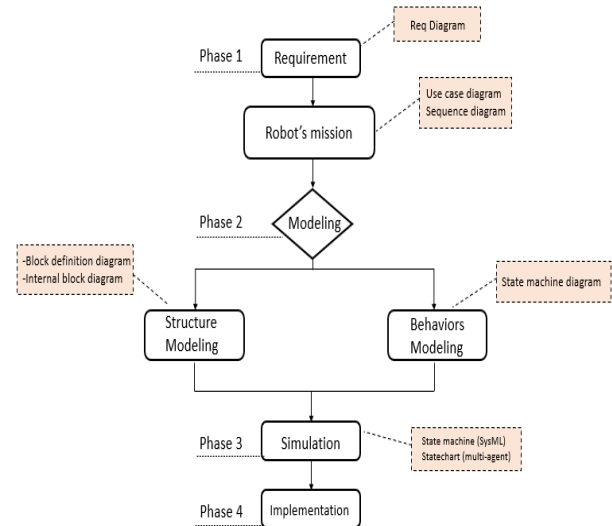 Req Diagram
Phase 1
Requirement
Use case diagram
Sequence diagram
Robot's mission
Phase 2
Modeling
-Block definition diagram
-Internal block diagram
State machine diagram
Structure
Modeling
Behaviors
Modeling
Phase 3
Simulation
State machine (SysML)
Statechart (multi-agent)
Phase 4
Implementation